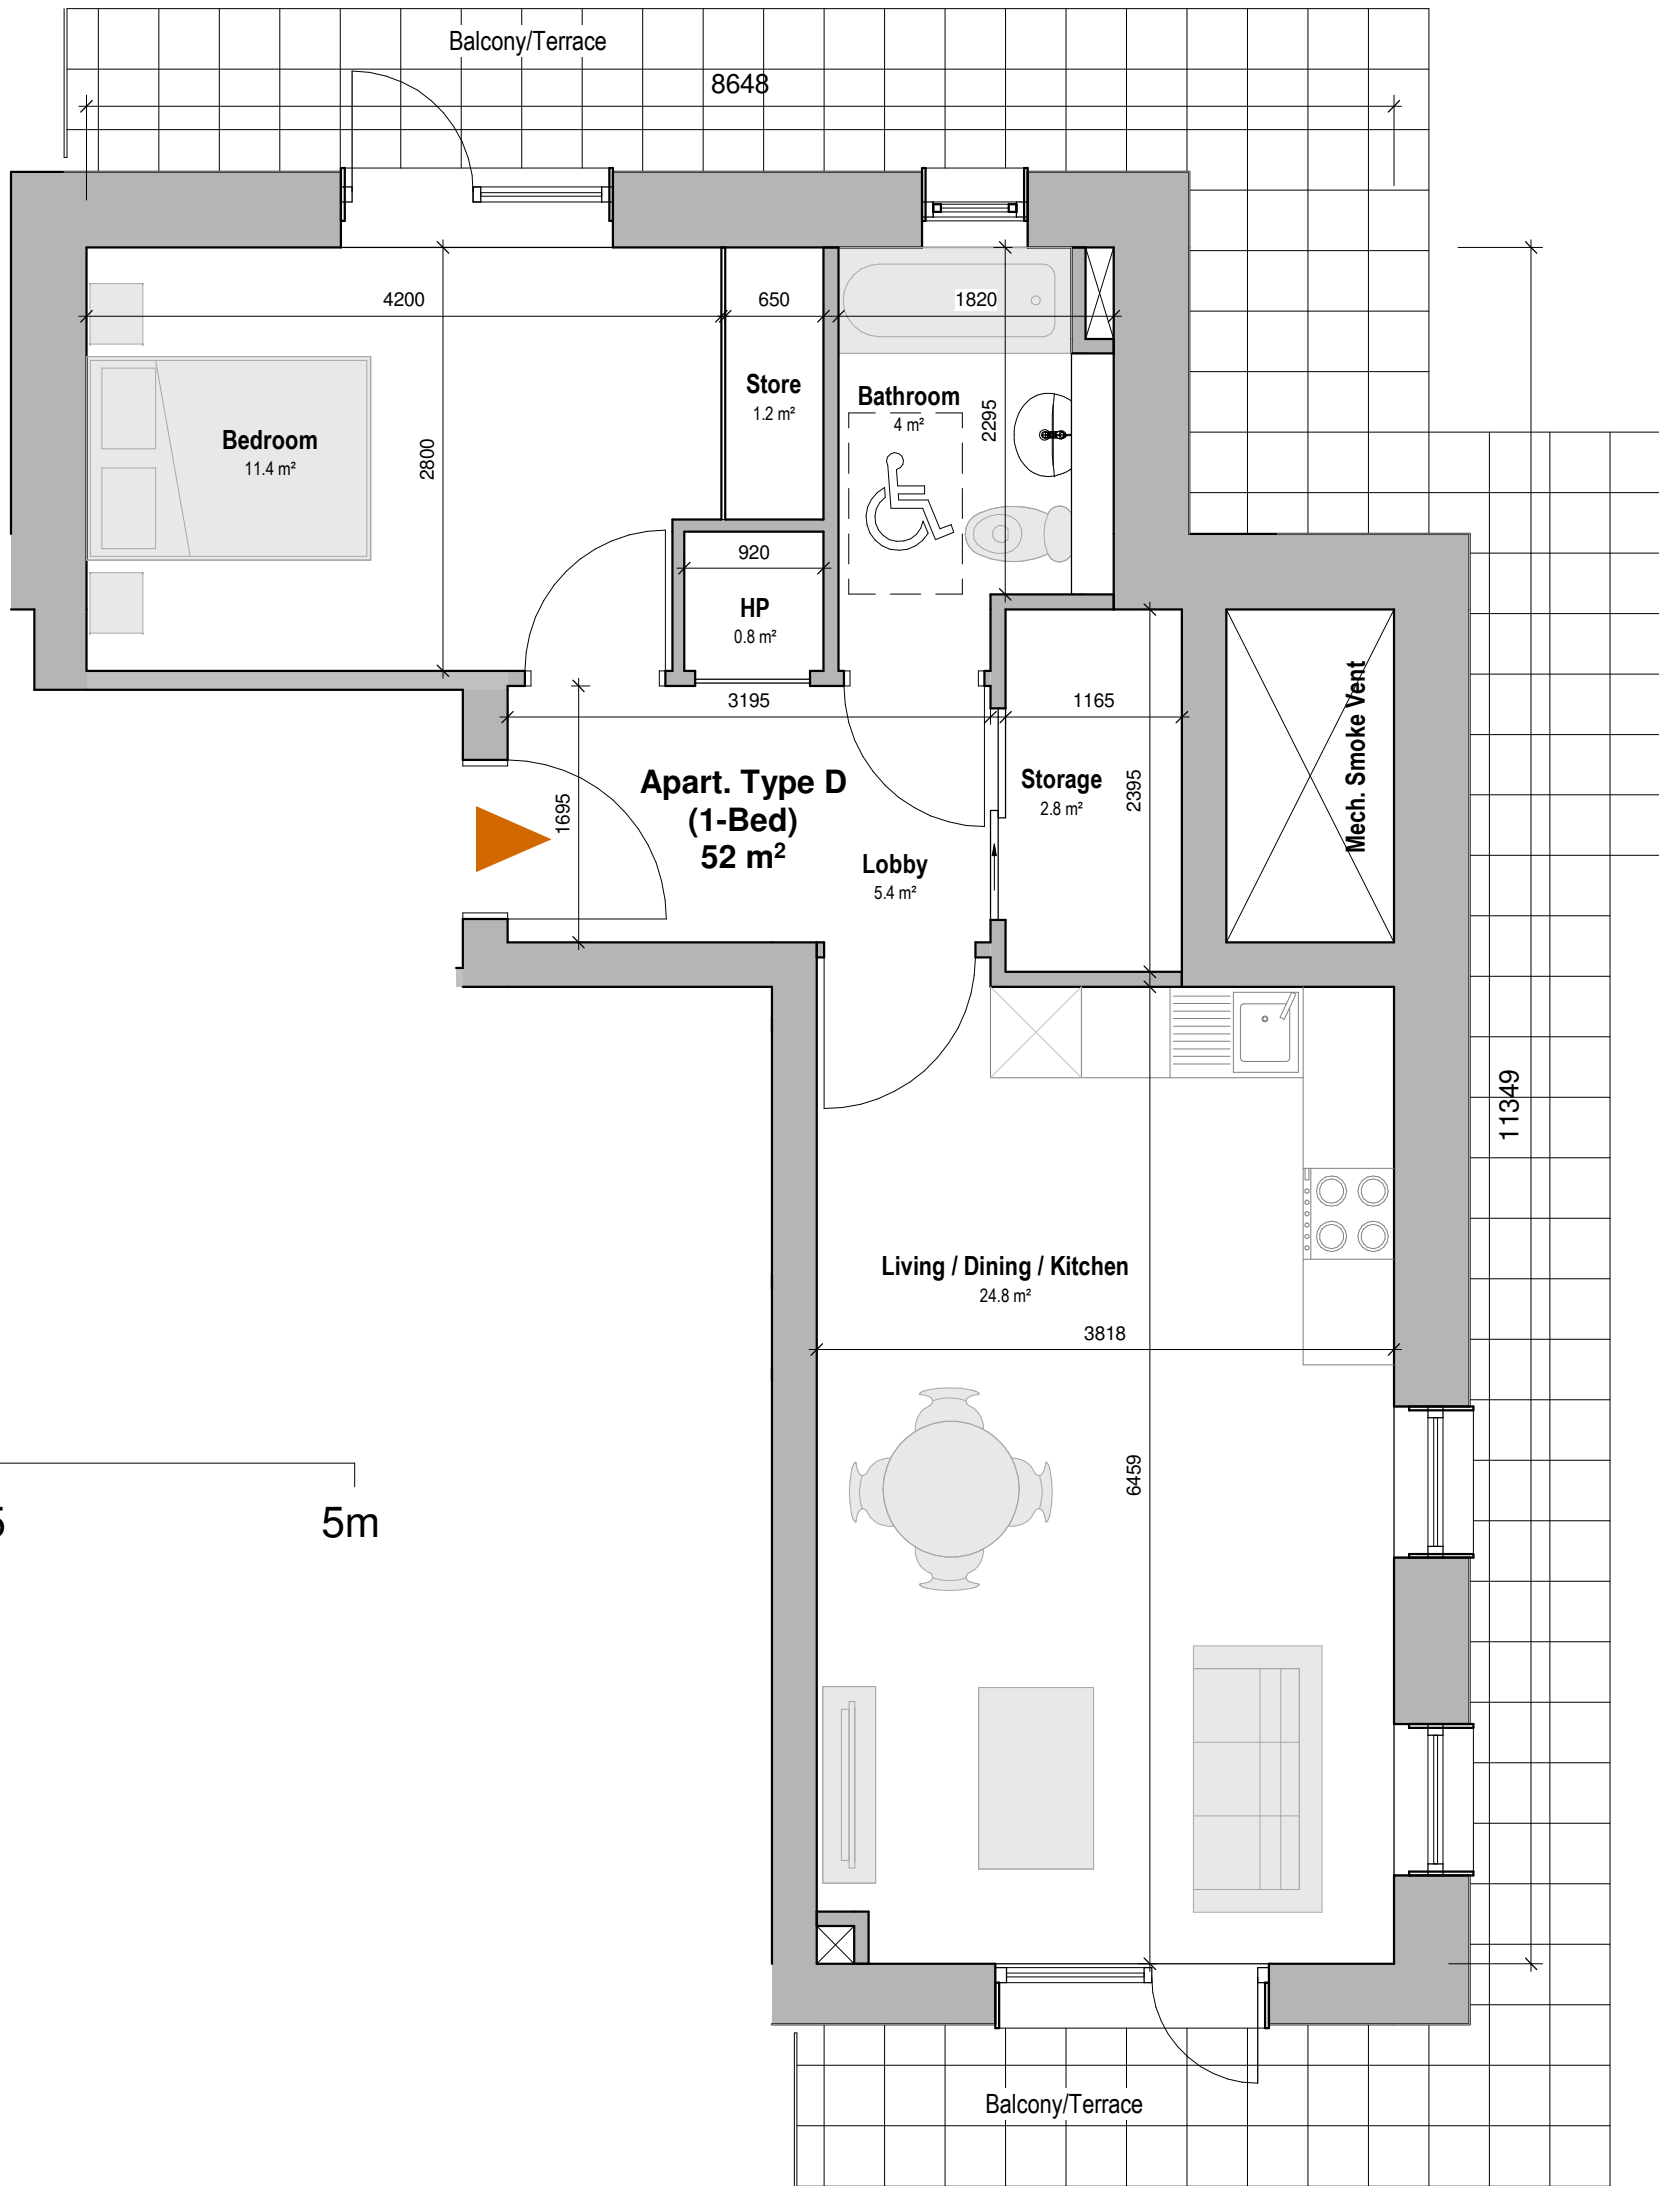 Balcony/Terrace
8648
4200
650
1820
Store
1.2 m²
Bathroom
4 m²
2295
Bedroom
11.4 m²
2800
920
HP
0.8 m²
3195
1165
Mech. Smoke Vent
Apart. Type D
(1-Bed)
52 m²
1695
Storage
2.8 m²
2395
Lobby
5.4 m²
11349
Living / Dining / Kitchen
24.8 m²
3818
6459
5m
Balcony/Terrace